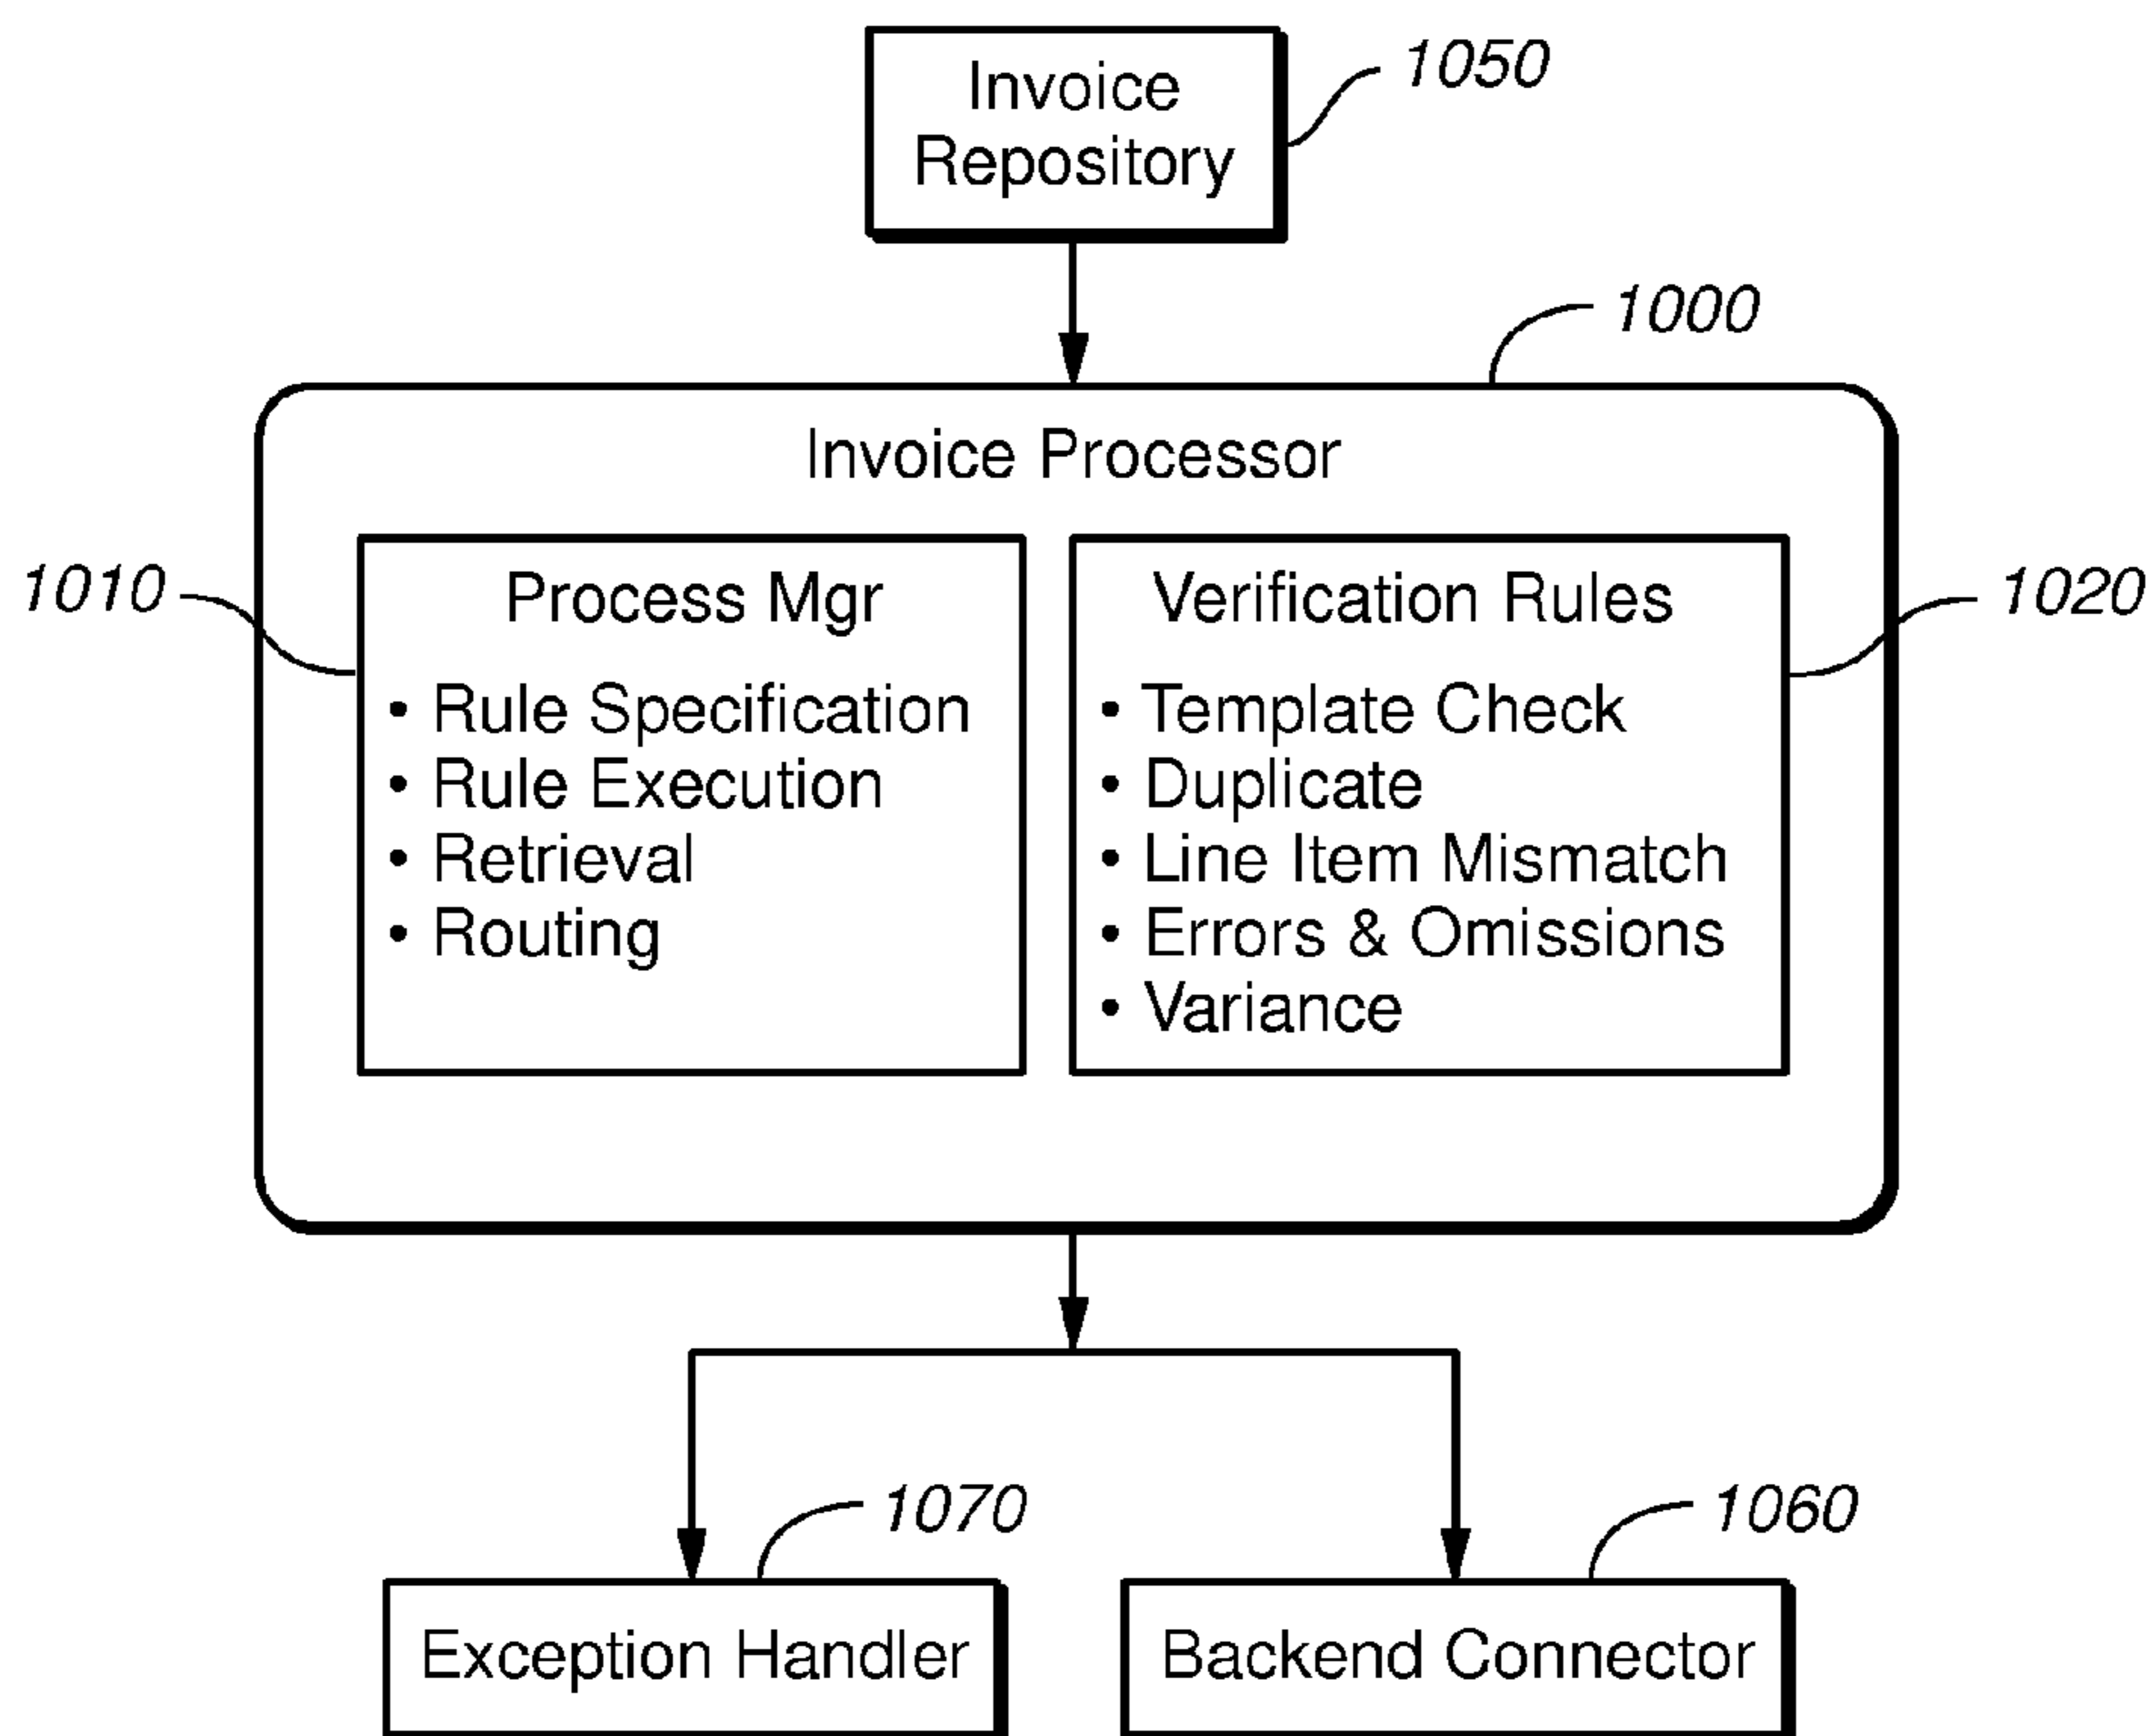 Invoice
Repository
1050
1000
Invoice Processor
1010
Process Mgr
• Rule Specification
• Rule Execution
• Retrieval
• Routing
Verification Rules
1020
• Template Check
• Duplicate
• Line Item Mismatch
• Errors & Omissions
• Variance
1070
1060
Exception Handler
Backend Connector